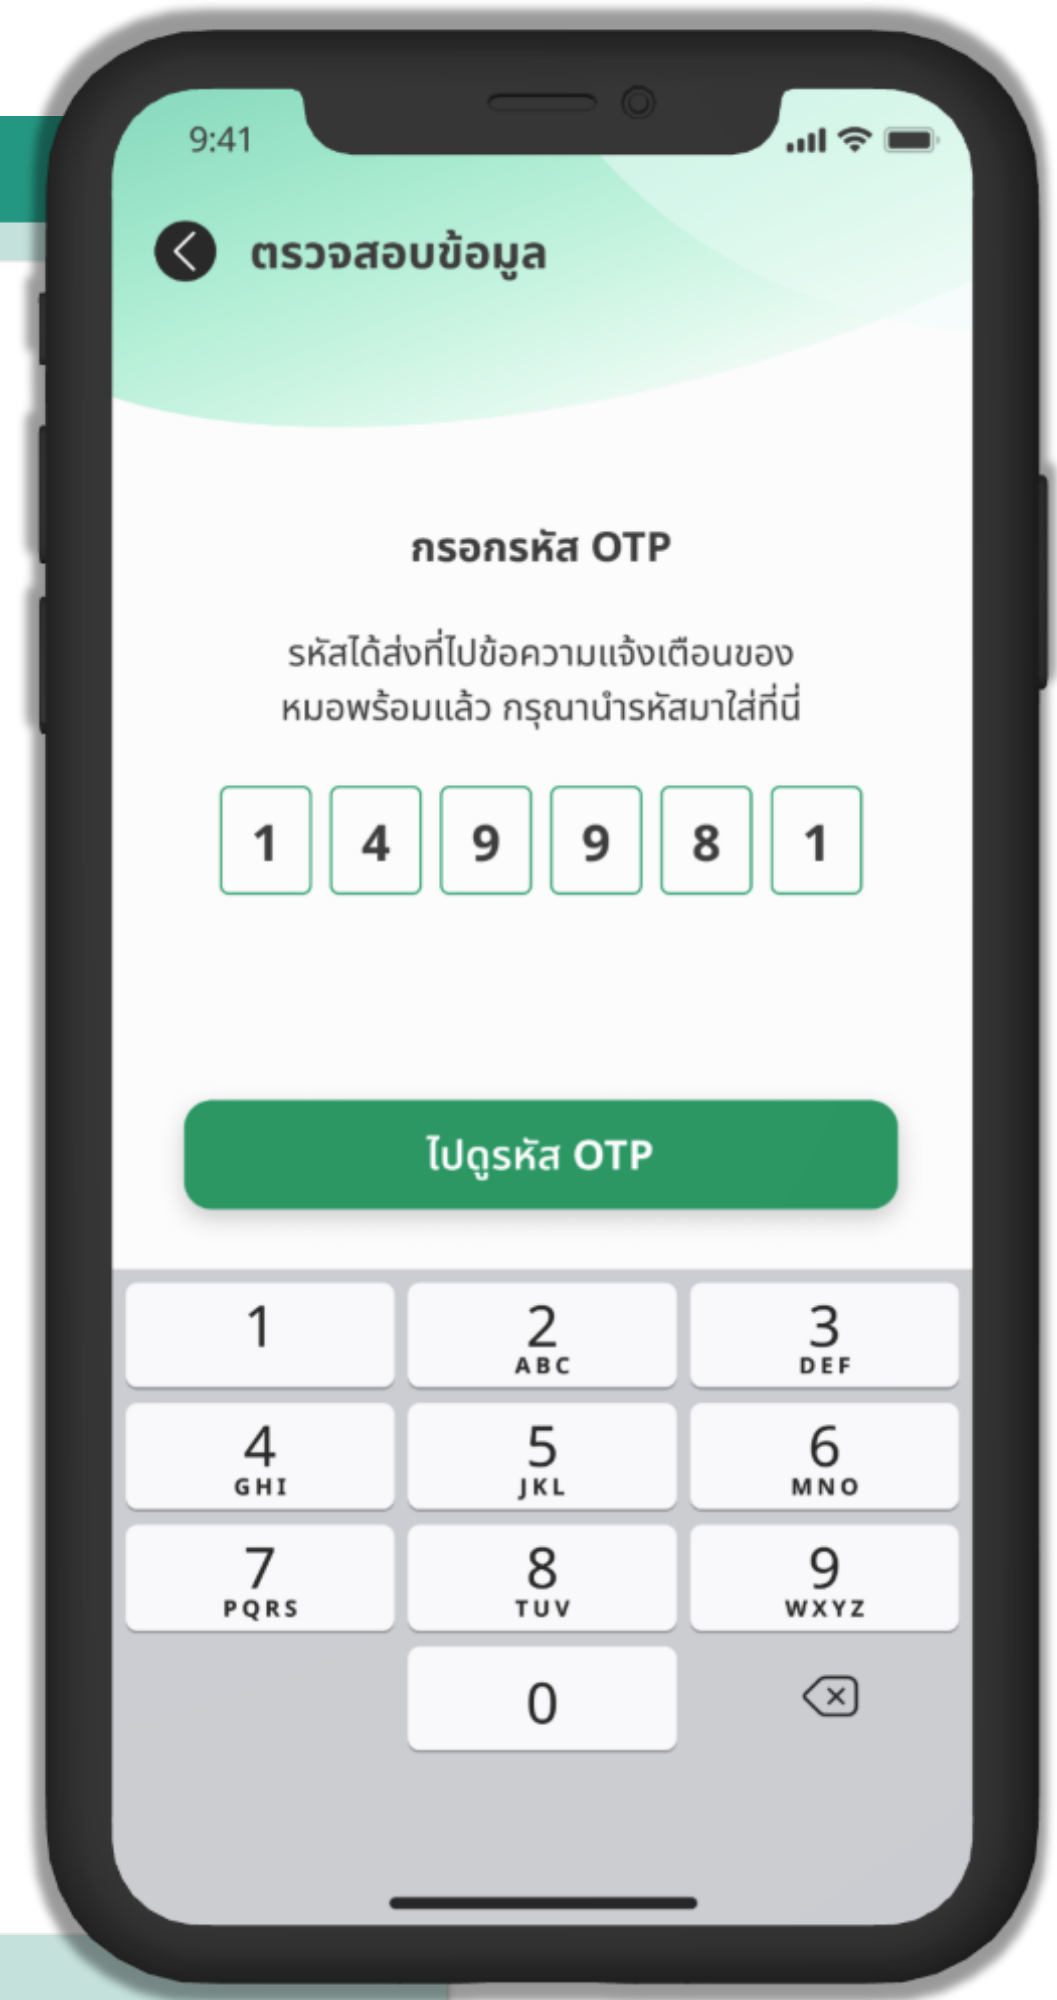 9:41
ตรวจสอบข้อมูล
กรอกรหัส OTP
รหัสได้ส่งที่ไปข้อความแจ้งเตือนของ
หมอพร้อมแล้ว กรุณานำรหัสมาใส่ที่นี่
1 4 9 9 8 1
ไปดูรหัส OTP
1 2 3
ABC DEF
4 5 6
GHI JKL MNO
7 8 9
PQRS TUV WXYZ
0